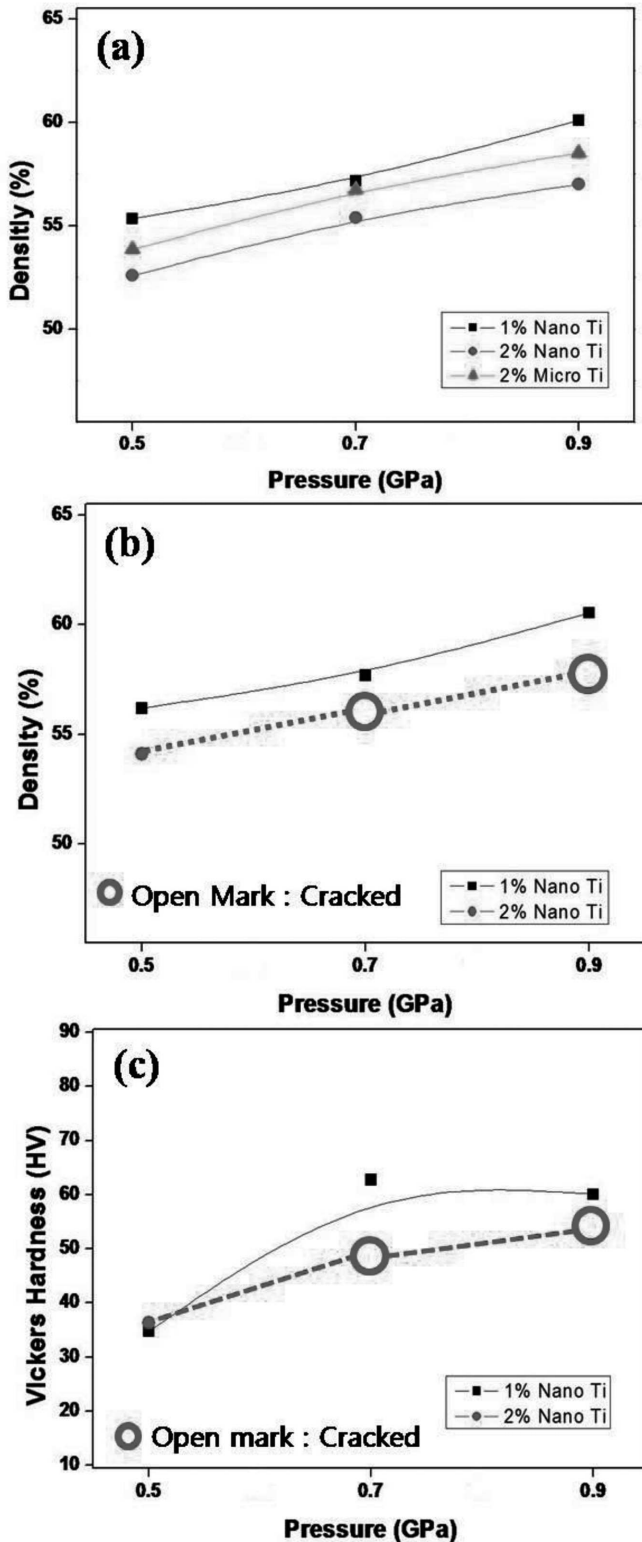 (a)
65
60
55
50
Densitly (%)
1% Nano Ti
2% Nano Ti
2% Micro Ti
0.5
0.7
0.9
Pressure (GPa)
(b)
65
60
55
50
Density (%)
Open Mark : Cracked
1% Nano Ti
2% Nano Ti
0.5
0.7
0.9
Pressure (GPa)
(c)
90
80
70
60
50
40
30
20
10
Vickers Hardness (HV)
Open mark : Cracked
1% Nano Ti
2% Nano Ti
0.5
0.7
0.9
Pressure (GPa)